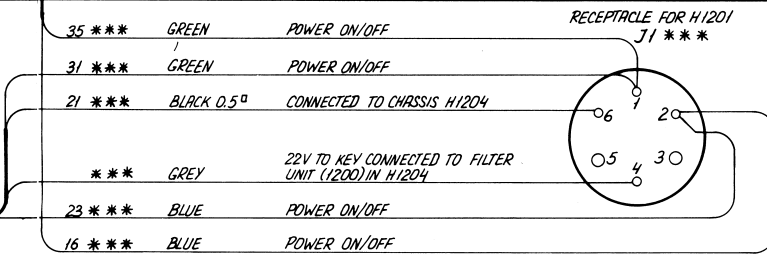 RECEPTACLE FOR H1201
J1 ***
35 *** GREEN POWER ON/OFF
31 *** GREEN POWER ON/OFF
21 *** BLACK 0.5▫ CONNECTED TO CHASSIS H1204
*** GREY 22V TO KEY CONNECTED TO FILTER
UNIT (1200) IN H1204
23 *** BLUE POWER ON/OFF
16 *** BLUE POWER ON/OFF
1
6 2
5 4 3